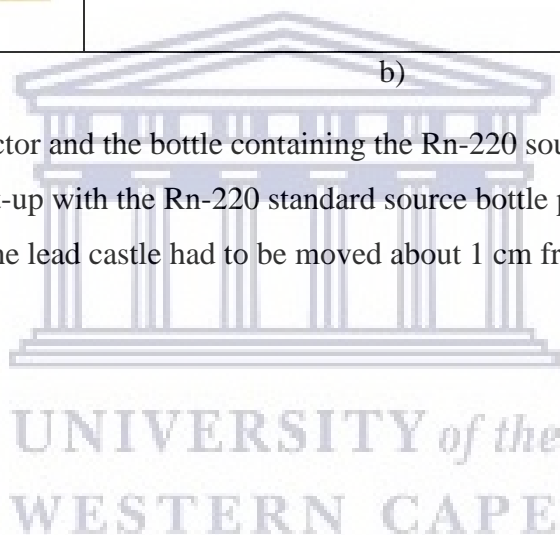 b)
ctor and the bottle containing the Rn-220 sou
-up with the Rn-220 standard source bottle p
e lead castle had to be moved about 1 cm fr
UNIVERSITY of the
WESTERN CAPE